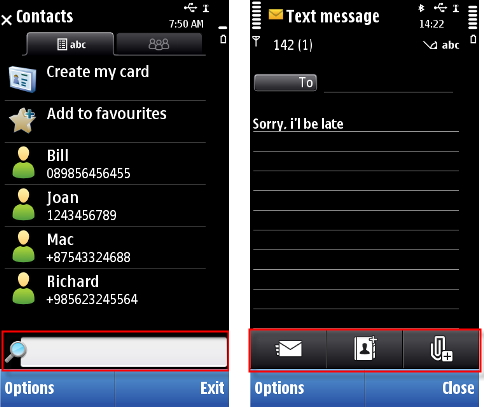 Contacts
7:50 AM
abc
Create my card
Add to favourites
Bill
089856456455
Joan
1243456789
Mac
+87543324688
Richard
+985623245564
Options Exit
Text message
14:22
142 (1)
abc
To
Sorry, i'l be late
Options Close